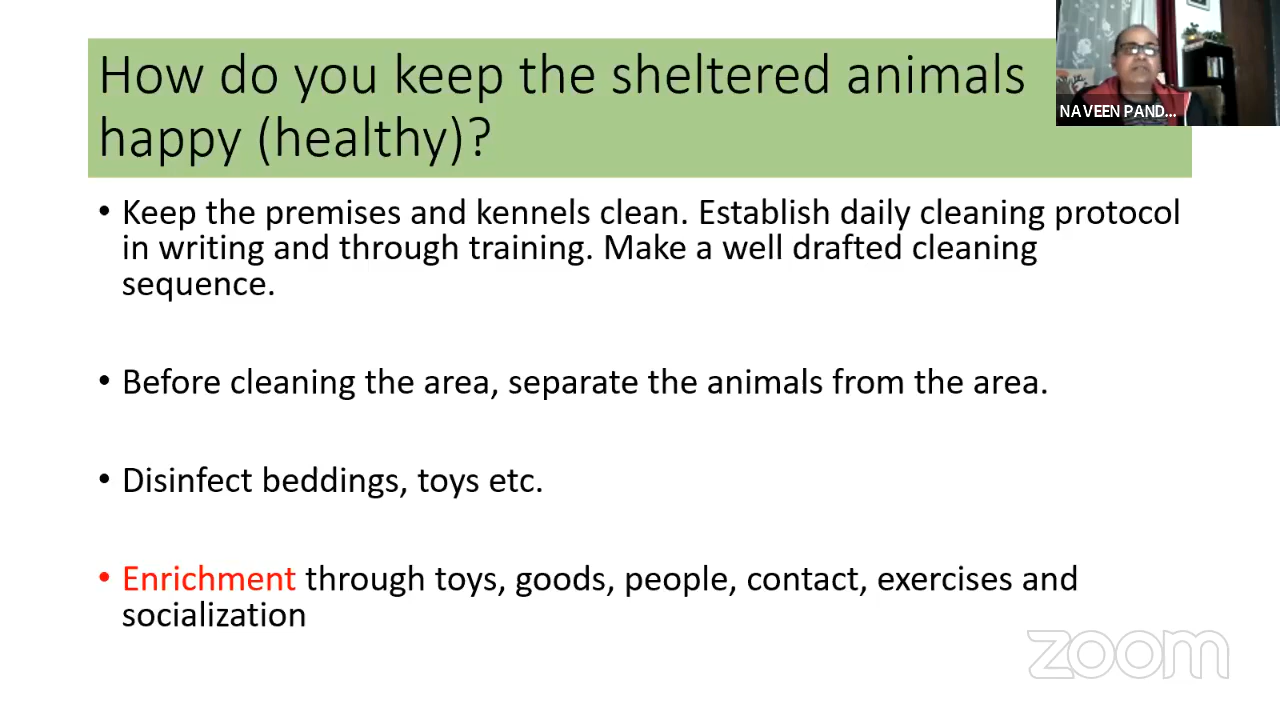 How do you keep the sheltered animals
happy (healthy)?
NAVEEN PAND...
• Keep the premises and kennels clean. Establish daily cleaning protocol
in writing and through training. Make a well drafted cleaning
sequence.
• Before cleaning the area, separate the animals from the area.
• Disinfect beddings, toys etc.
• Enrichment through toys, goods, people, contact, exercises and
socialization
zoom